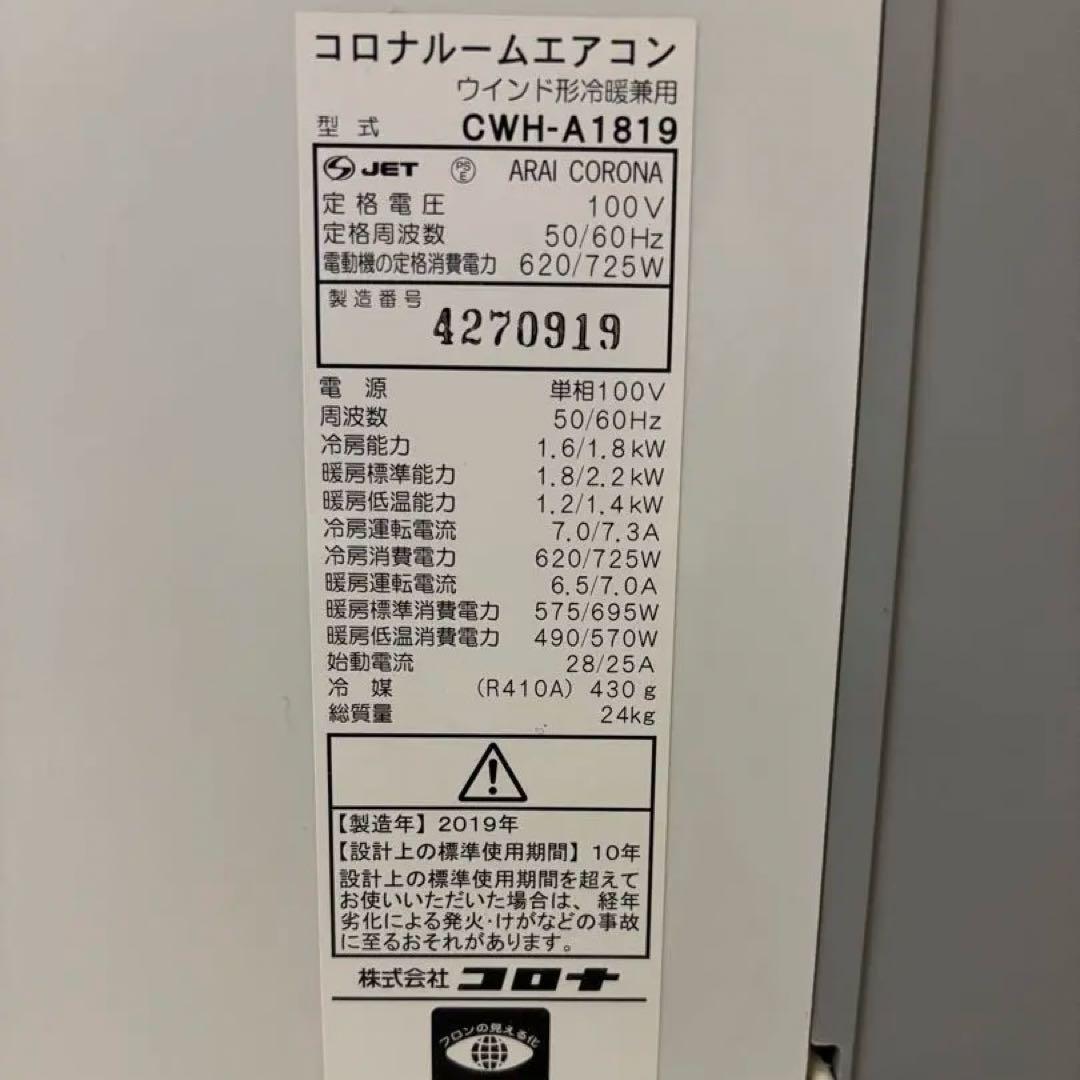 コロナルームエアコン
ウインド形冷暖兼用
型式 CWH-A1819
JET PSE ARAI CORONA
定格電圧 100V
定格周波数 50/60Hz
電動機の定格消費電力 620/725W
製造番号
4270919
電源 単相100V
周波数 50/60Hz
冷房能力 1.6/1.8kW
暖房標準能力 1.8/2.2kW
暖房低温能力 1.2/1.4kW
冷房運転電流 7.0/7.3A
冷房消費電力 620/725W
暖房運転電流 6.5/7.0A
暖房標準消費電力 575/695W
暖房低温消費電力 490/570W
始動電流 28/25A
冷媒 (R410A) 430g
総質量 24kg
【製造年】2019年
【設計上の標準使用期間】10年
設計上の標準使用期間を超えて
お使いいただいた場合は、経年
劣化による発火・けがなどの事故
に至るおそれがあります。
株式会社 コロナ
フロンの見える化